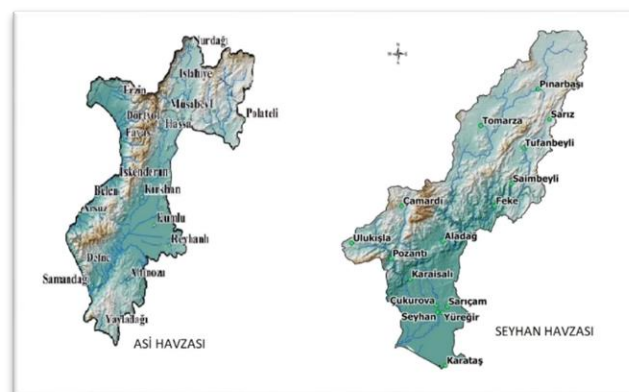 Nurdağı
Islahiye
Erzin
Musabeyli
Dörtyol
Hassa
Polateli
Payas
İskenderun
Belen
Kırıkhan
Arsuz
Kumlu
Reyhanlı
Defne
Samandağ
Altınözü
Yayladağı
ASİ HAVZASI
Pınarbaşı
Tomarza
Sarız
Tufanbeyli
Saimbeyli
Çamardı
Feke
Ulukışla
Aladağ
Pozantı
Karaisalı
Çukurova
Sarıçam
Seyhan
Yüreğir
SEYHAN HAVZASI
Karataş